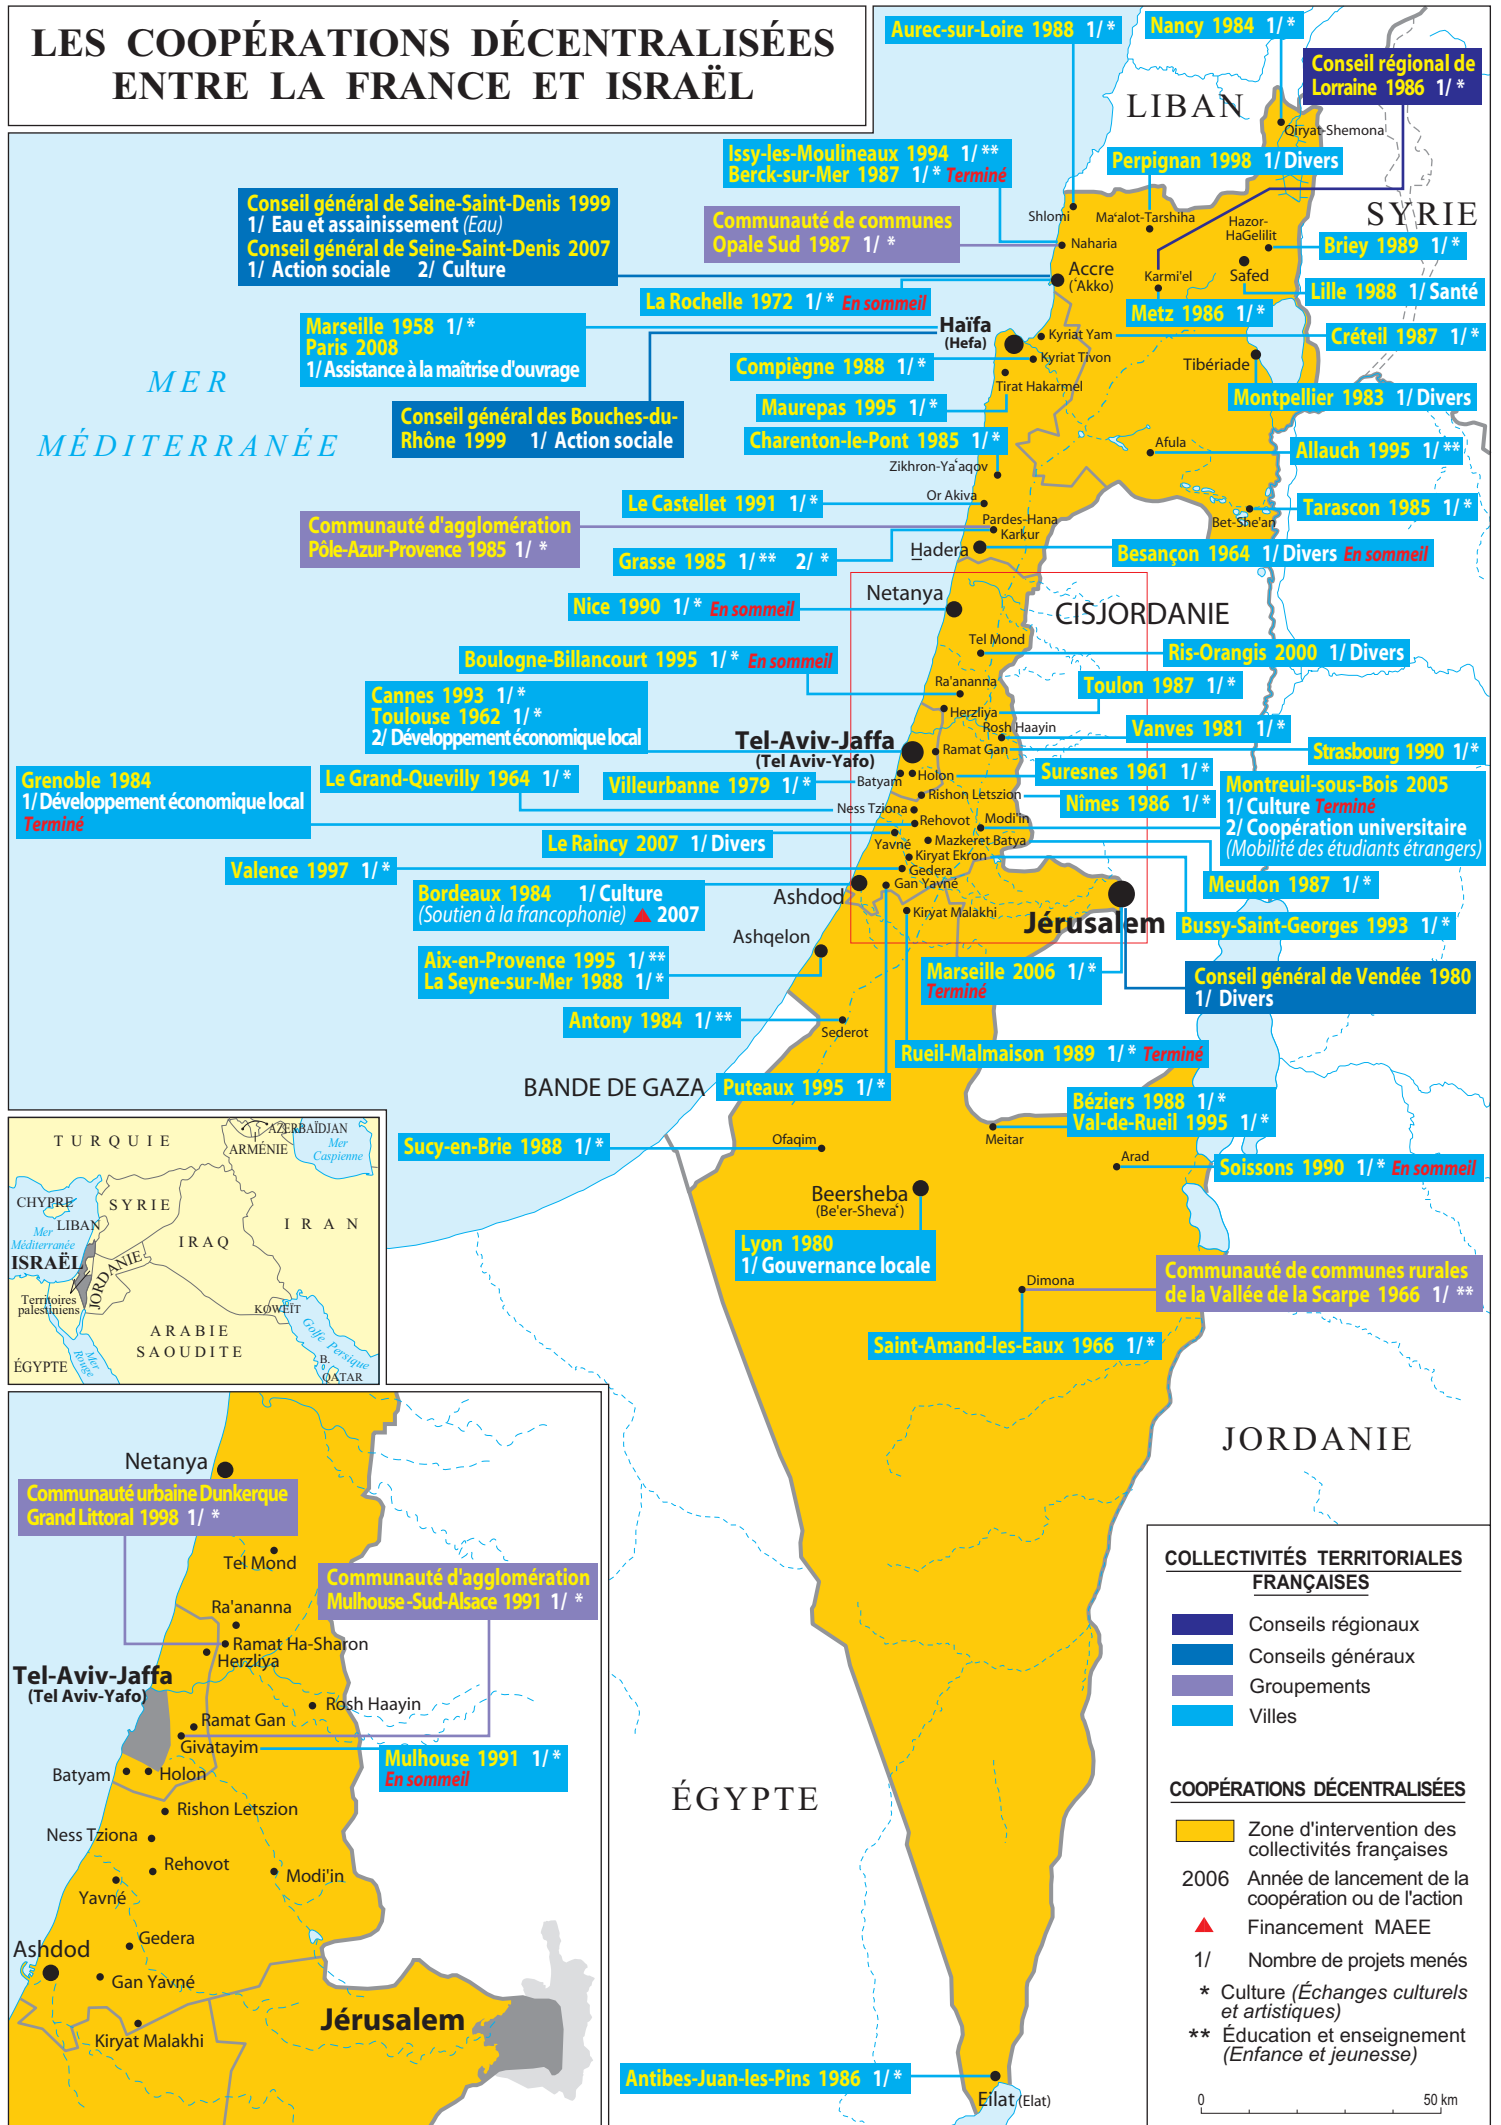 LES COOPÉRATIONS DÉCENTRALISÉES
ENTRE LA FRANCE ET ISRAËL
Aurec-sur-Loire 1988 1/ *
Nancy 1984 1/ *
Conseil régional de
Lorraine 1986 1/ *
LIBAN
Qiryat-Shemona
Issy-les-Moulineaux 1994 1/ **
Berck-sur-Mer 1987 1/ * Terminé
Perpignan 1998 1/ Divers
Conseil général de Seine-Saint-Denis 1999
1/ Eau et assainissement (Eau)
Conseil général de Seine-Saint-Denis 2007
1/ Action sociale 2/ Culture
Communauté de communes
Opale Sud 1987 1/ *
Shlomi
Ma'alot-Tarshiha
Hazor-
HaGelilit
SYRIE
Naharia
Briey 1989 1/ *
Accre
('Akko)
Karmi'el
Safed
La Rochelle 1972 1/ * En sommeil
Lille 1988 1/ Santé
Metz 1986 1/ *
Marseille 1958 1/ *
Paris 2008
1/ Assistance à la maîtrise d'ouvrage
Haïfa
(Hefa)
Kyriat Yam
Créteil 1987 1/ *
Compiègne 1988 1/ *
Kyriat Tivon
Tibériade
Tirat Hakarmel
MER
MÉDITERRANÉE
Conseil général des Bouches-du-
Rhône 1999 1/ Action sociale
Maurepas 1995 1/ *
Montpellier 1983 1/ Divers
Charenton-le-Pont 1985 1/ *
Afula
Allauch 1995 1/ **
Zikhron-Ya'aqov
Le Castellet 1991 1/ *
Or Akiva
Tarascon 1985 1/ *
Bet-She'an
Communauté d'agglomération
Pôle-Azur-Provence 1985 1/ *
Pardes-Hana
Karkur
Grasse 1985 1/ ** 2/ *
Hadera
Besançon 1964 1/ Divers En sommeil
Netanya
Nice 1990 1/ * En sommeil
CISJORDANIE
Tel Mond
Ris-Orangis 2000 1/ Divers
Boulogne-Billancourt 1995 1/ * En sommeil
Ra'ananna
Toulon 1987 1/ *
Cannes 1993 1/ *
Toulouse 1962 1/ *
2/ Développement économique local
Herzliya
Rosh Haayin
Vanves 1981 1/ *
Tel-Aviv-Jaffa
(Tel Aviv-Yafo)
Ramat Gan
Strasbourg 1990 1/ *
Grenoble 1984
1/ Développement économique local
Terminé
Le Grand-Quevilly 1964 1/ *
Villeurbanne 1979 1/ *
Batyam
Holon
Suresnes 1961 1/ *
Montreuil-sous-Bois 2005
1/ Culture Terminé
2/ Coopération universitaire
(Mobilité des étudiants étrangers)
Rishon Letszion
Nîmes 1986 1/ *
Ness Tziona
Rehovot
Modi'in
Le Raincy 2007 1/ Divers
Yavné
Mazkeret Batya
Kiryat Ekron
Valence 1997 1/ *
Gedera
Meudon 1987 1/ *
Bordeaux 1984 1/ Culture
(Soutien à la francophonie) 2007
Ashdod
Gan Yavné
Kiryat Malakhi
Jérusalem
Bussy-Saint-Georges 1993 1/ *
Ashqelon
Aix-en-Provence 1995 1/ **
La Seyne-sur-Mer 1988 1/ *
Marseille 2006 1/ *
Terminé
Conseil général de Vendée 1980
1/ Divers
Antony 1984 1/ **
Sederot
Rueil-Malmaison 1989 1/ * Terminé
BANDE DE GAZA
Puteaux 1995 1/ *
Béziers 1988 1/ *
Val-de-Rueil 1995 1/ *
Sucy-en-Brie 1988 1/ *
Ofaqim
Meitar
Arad
Soissons 1990 1/ * En sommeil
Beersheba
(Be'er-Sheva')
Lyon 1980
1/ Gouvernance locale
Dimona
Communauté de communes rurales
de la Vallée de la Scarpe 1966 1/ **
Saint-Amand-les-Eaux 1966 1/ *
JORDANIE
ÉGYPTE
Antibes-Juan-les-Pins 1986 1/ *
Eilat (Elat)
TURQUIE
AZERBAÏDJAN
ARMÉNIE
Mer
Caspienne
CHYPRE
SYRIE
LIBAN
Mer
Méditerranée
IRAN
IRAQ
ISRAËL
JORDANIE
Territoires
palestiniens
KOWEÏT
ARABIE
SAOUDITE
Golfe Persique
ÉGYPTE
Mer
Rouge
B.
QATAR
Netanya
Communauté urbaine Dunkerque
Grand Littoral 1998 1/ *
Tel Mond
Communauté d'agglomération
Mulhouse-Sud-Alsace 1991 1/ *
Ra'ananna
Ramat Ha-Sharon
Herzliya
Tel-Aviv-Jaffa
(Tel Aviv-Yafo)
Rosh Haayin
Ramat Gan
Givatayim
Mulhouse 1991 1/ *
En sommeil
Batyam
Holon
Rishon Letszion
Ness Tziona
Rehovot
Modi'in
Yavné
Gedera
Ashdod
Gan Yavné
Jérusalem
Kiryat Malakhi
COLLECTIVITÉS TERRITORIALES
FRANÇAISES
Conseils régionaux
Conseils généraux
Groupements
Villes
COOPÉRATIONS DÉCENTRALISÉES
Zone d'intervention des
collectivités françaises
2006 Année de lancement de la
coopération ou de l'action
Financement MAEE
1/ Nombre de projets menés
* Culture (Échanges culturels
et artistiques)
** Éducation et enseignement
(Enfance et jeunesse)
0 50 km